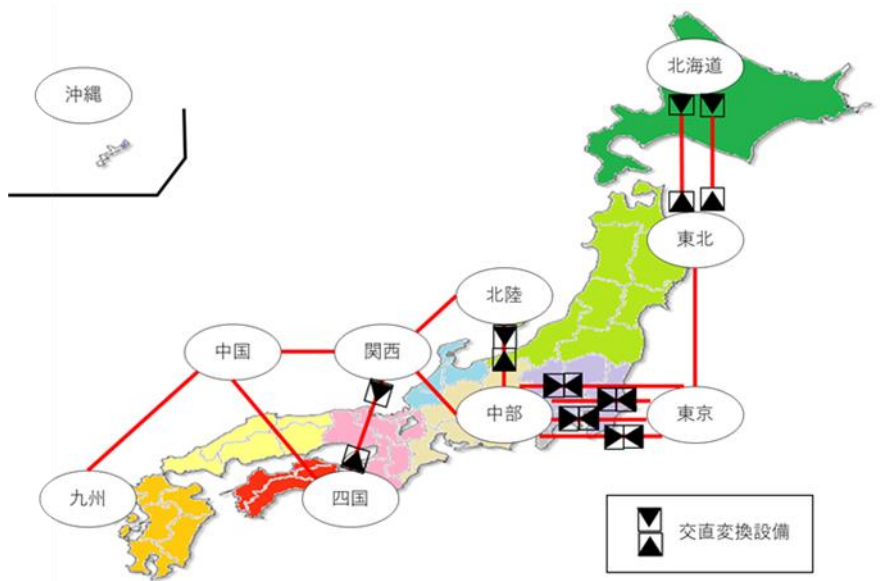 沖縄
北海道
東北
北陸
中国
関西
中部
東京
九州
四国
交直変換設備